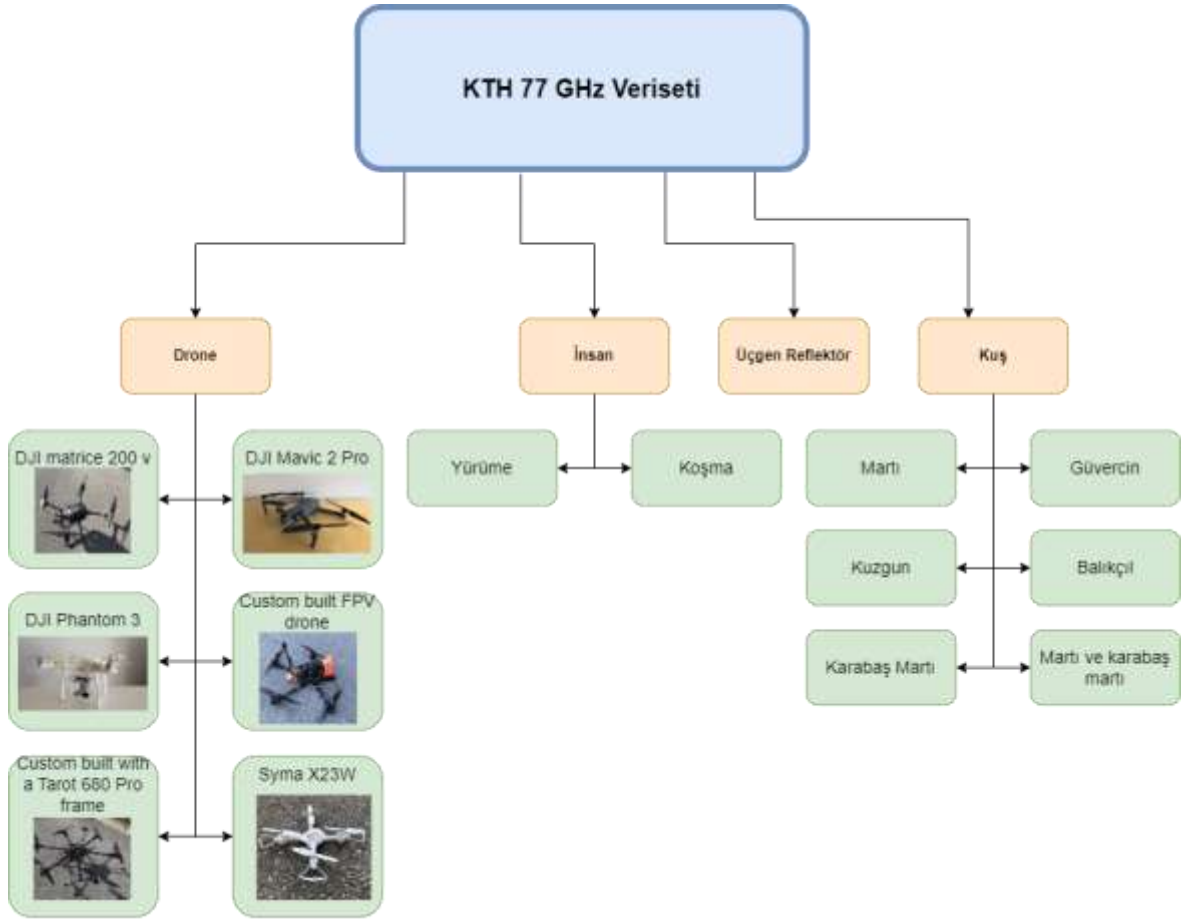 KTH 77 GHz Veriseti
Drone
İnsan
Üçgen Reflektör
Kuş
DJI matrice 200 v
DJI Mavic 2 Pro
Yürüme
Koşma
Martı
Güvercin
Kuzgun
Balıkçıl
DJI Phantom 3
Custom built FPV
drone
Karabaş Martı
Martı ve karabaş
martı
Custom built with
a Tarot 680 Pro
frame
Syma X23W